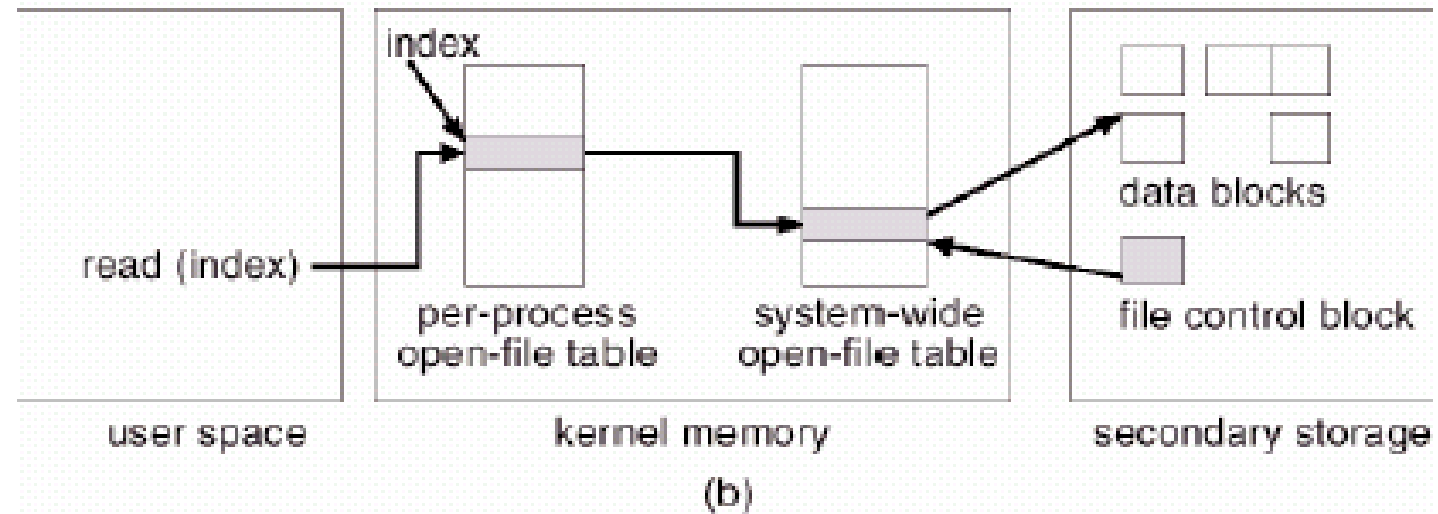 index
data blocks
read (index)
per-process
open-file table
system-wide
open-file table
file control block
user space
kernel memory
secondary storage
(b)